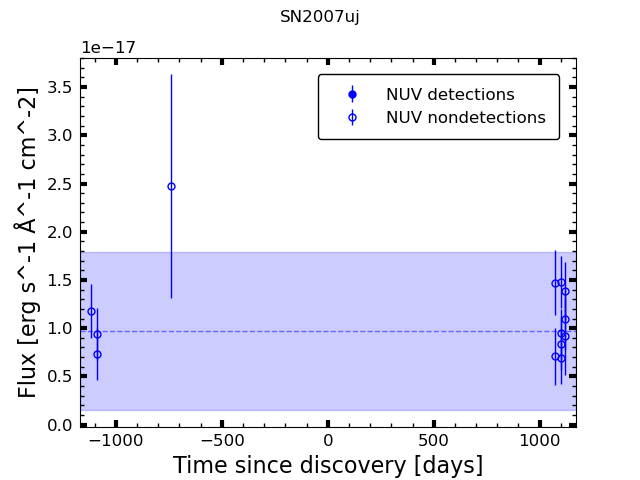 SN2007uj
1e−17
NUV detections
NUV nondetections
Flux [erg s^-1 Å^-1 cm^-2]
3.5
3.0
2.5
2.0
1.5
1.0
0.5
0.0
−1000 −500 0 500 1000
Time since discovery [days]